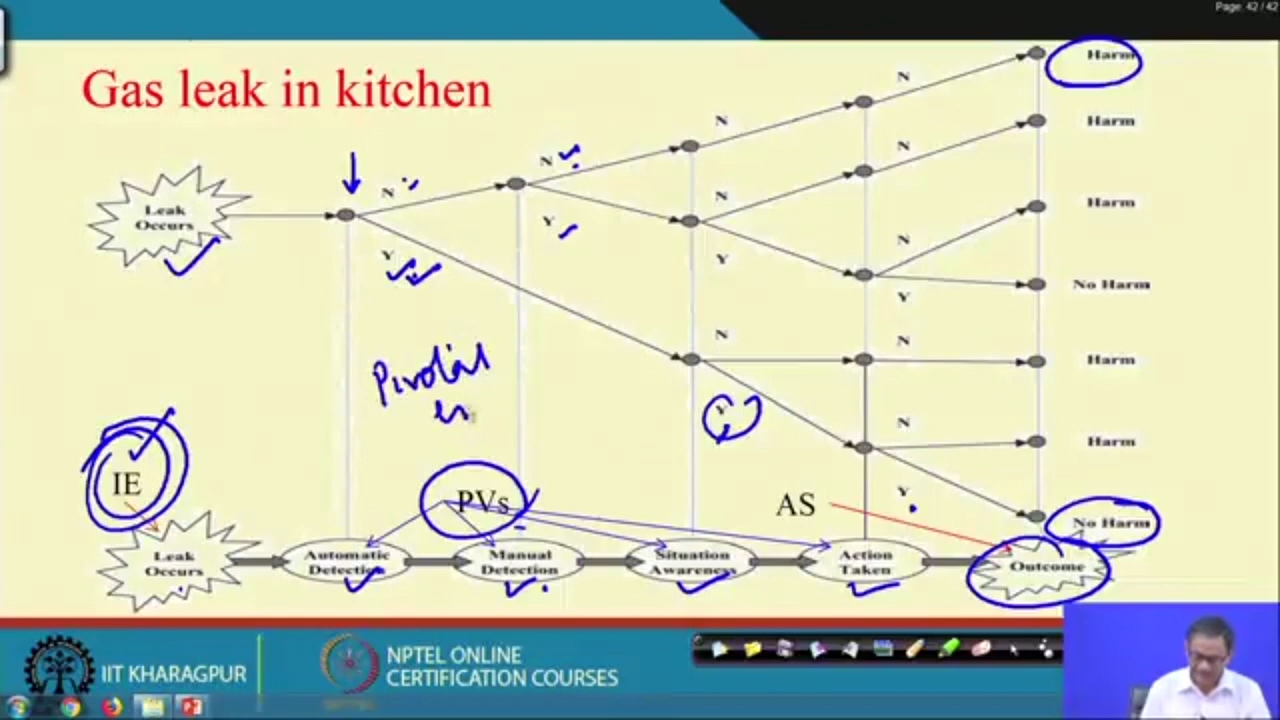 Page: 42 / 42
Gas leak in kitchen
Harm
N
N
Harm
N
N
N
Leak
Occurs
N
Harm
Y
N
Y
Y
No Harm
Y
N
N
Harm
Pivotal
N
Harm
Y
IE
PVs
AS
Y
No Harm
Leak
Occurs
Automatic
Detection
Manual
Detection
Situation
Awareness
Action
Taken
Outcome
IIT KHARAGPUR
NPTEL ONLINE
CERTIFICATION COURSES